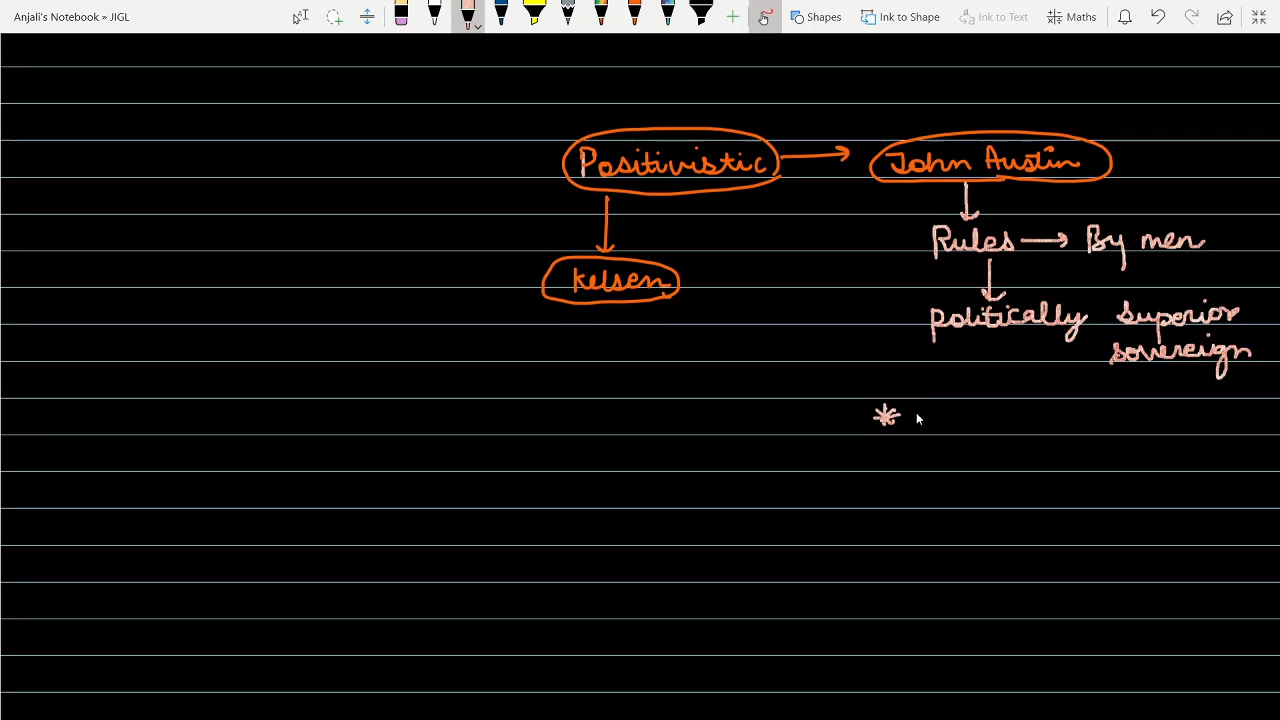 Anjali's Notebook » JIGL
Shapes
Ink to Shape
Ink to Text
Maths
Positivistic → John Austin
Rules → By men
Kelsen
politically superior
sovereign
*